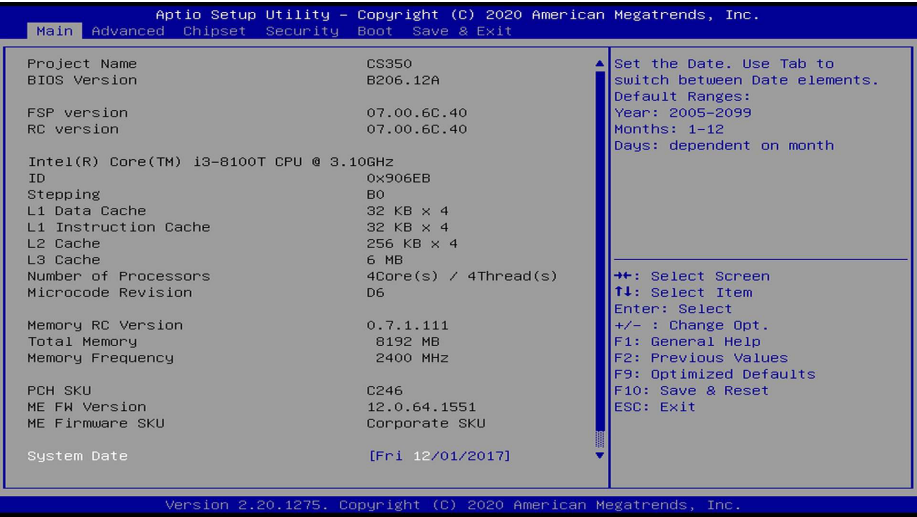 Aptio Setup Utility – Copyright (C) 2020 American Megatrends, Inc.
Main Advanced Chipset Security Boot Save & Exit
Project Name CS350
BIOS Version B206.12A
FSP version 07.00.6C.40
RC version 07.00.6C.40
Intel(R) Core(TM) i3-8100T CPU @ 3.10GHz
ID 0x906EB
Stepping B0
L1 Data Cache 32 KB x 4
L1 Instruction Cache 32 KB x 4
L2 Cache 256 KB x 4
L3 Cache 6 MB
Number of Processors 4Core(s) / 4Thread(s)
Microcode Revision D6
Memory RC Version 0.7.1.111
Total Memory 8192 MB
Memory Frequency 2400 MHz
PCH SKU C246
ME FW Version 12.0.64.1551
ME Firmware SKU Corporate SKU
System Date [Fri 12/01/2017]
Set the Date. Use Tab to
switch between Date elements.
Default Ranges:
Year: 2005-2099
Months: 1-12
Days: dependent on month
→←: Select Screen
↑↓: Select Item
Enter: Select
+/- : Change Opt.
F1: General Help
F2: Previous Values
F9: Optimized Defaults
F10: Save & Reset
ESC: Exit
Version 2.20.1275. Copyright (C) 2020 American Megatrends, Inc.